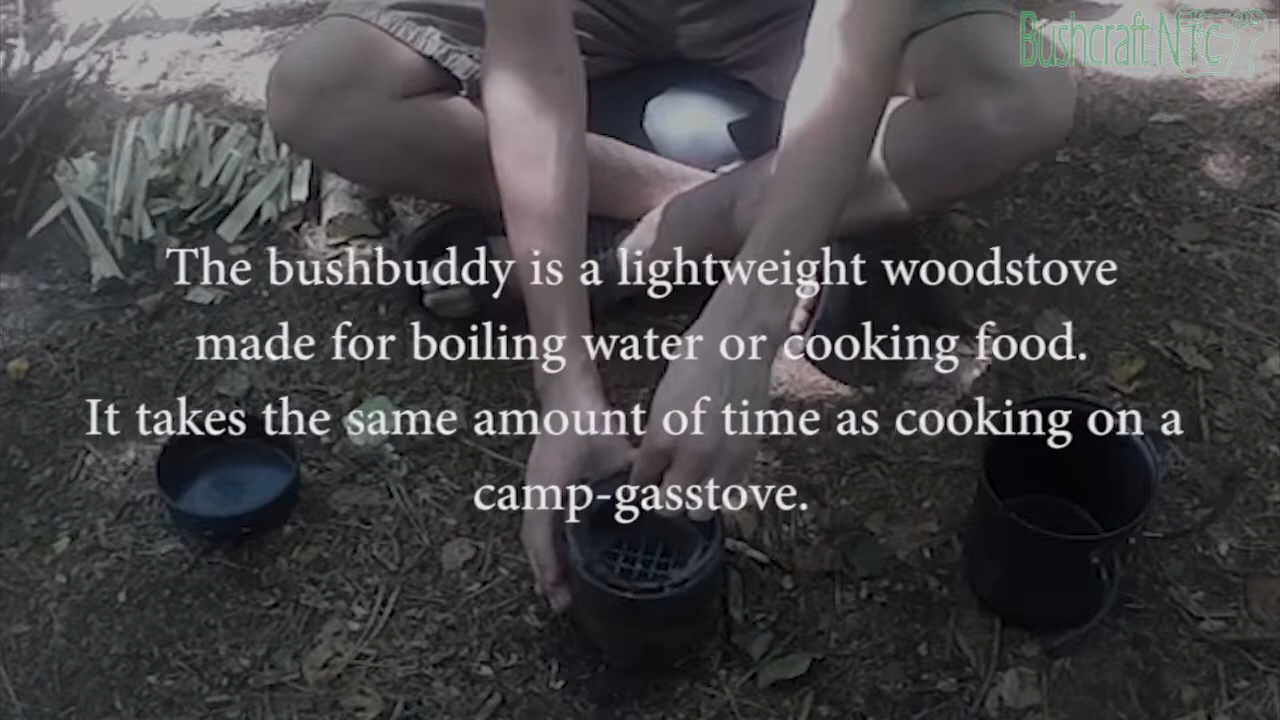 Bushcraft NTc
The bushbuddy is a lightweight woodstove
made for boiling water or cooking food.
It takes the same amount of time as cooking on a
camp-gasstove.